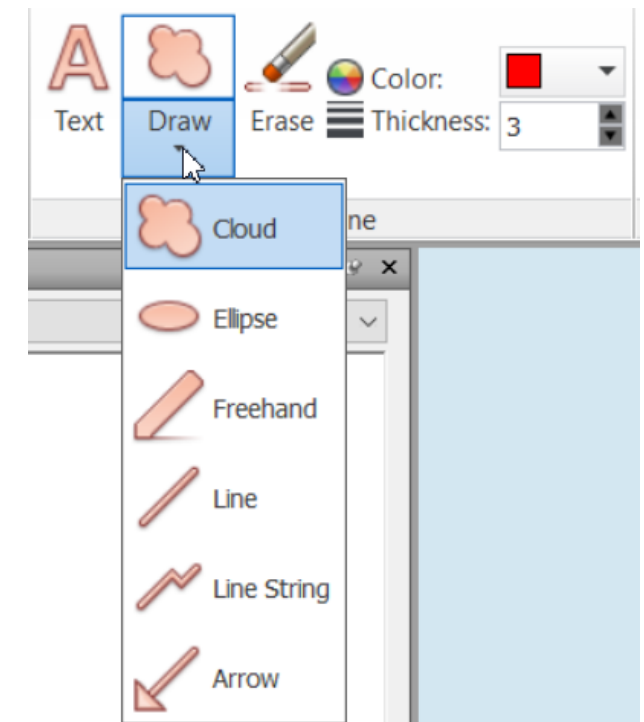 Color:
Text Draw Erase Thickness: 3
ne
Cloud
Ellipse
Freehand
Line
Line String
Arrow